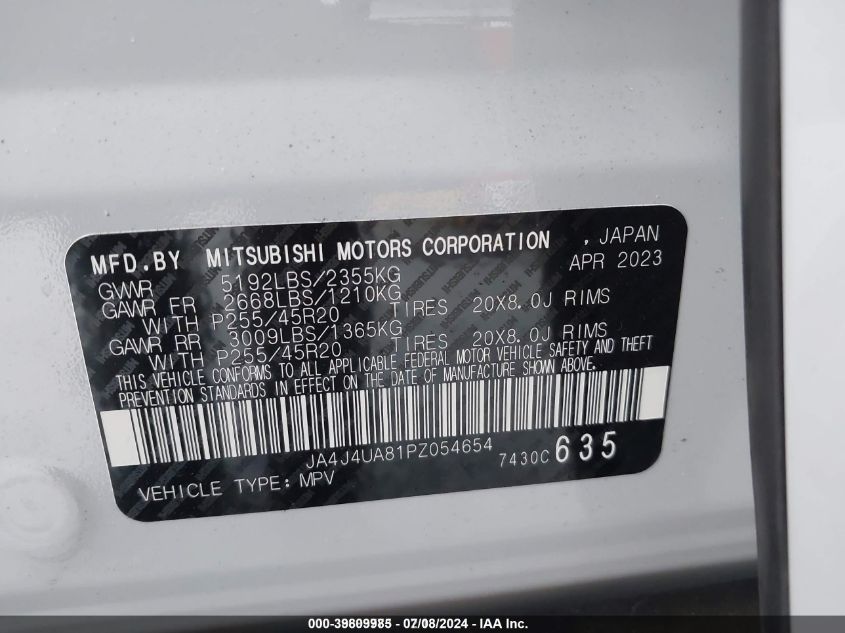 MFD.BY MITSUBISHI MOTORS CORPORATION , JAPAN
GVWR 5192LBS/2355KG APR 2023
GAWR FR 2668LBS/1210KG
WITH P255/45R20 TIRES 20X8.0J RIMS
GAWR RR 3009LBS/1365KG
WITH P255/45R20 TIRES 20X8.0J RIMS
THIS VEHICLE CONFORMS TO ALL APPLICABLE FEDERAL MOTOR VEHICLE SAFETY AND THEFT
PREVENTION STANDARDS IN EFFECT ON THE DATE OF MANUFACTURE SHOWN ABOVE.
JA4J4UA81PZ054654 7430C 635
VEHICLE TYPE: MPV
000-39609985 - 07/08/2024 - IAA Inc.